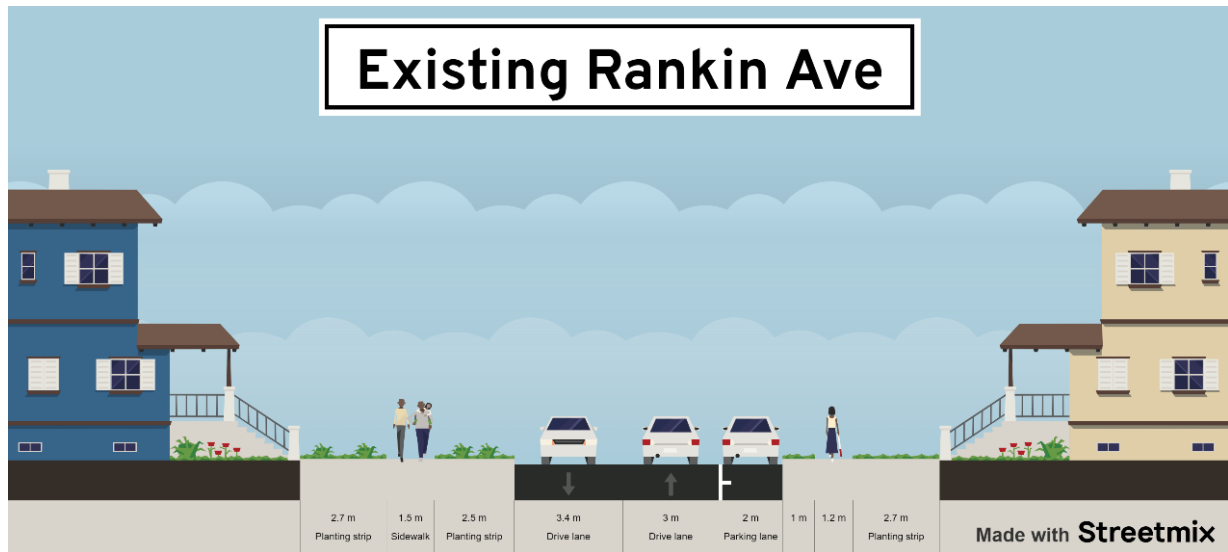 Existing Rankin Ave
2.7 m 1.5 m 2.5 m 3.4 m 3 m 2 m 1 m 1.2 m 2.7 m
Planting strip Sidewalk Planting strip Drive lane Drive lane Parking lane Planting strip
Made with Streetmix